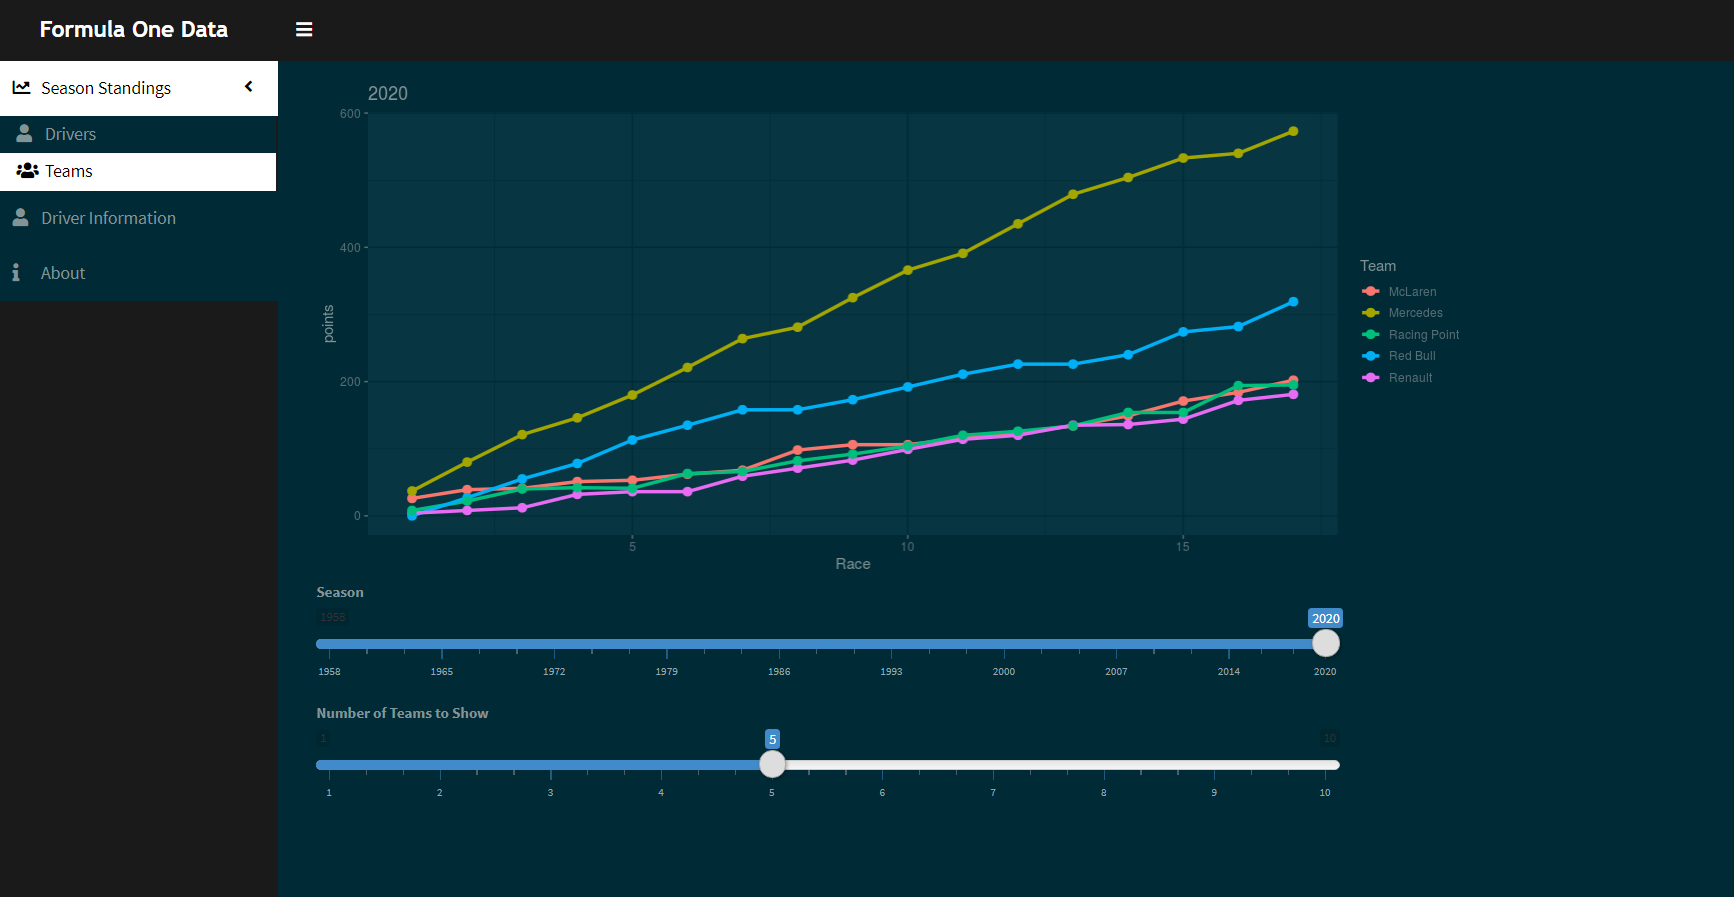 Formula One Data
Season Standings
Drivers
Teams
Driver Information
About
2020
600
400
200
0
points
5
10
15
Race
Team
McLaren
Mercedes
Racing Point
Red Bull
Renault
Season
1958
2020
1958 1965 1972 1979 1986 1993 2000 2007 2014 2020
Number of Teams to Show
1
5
10
1 2 3 4 5 6 7 8 9 10